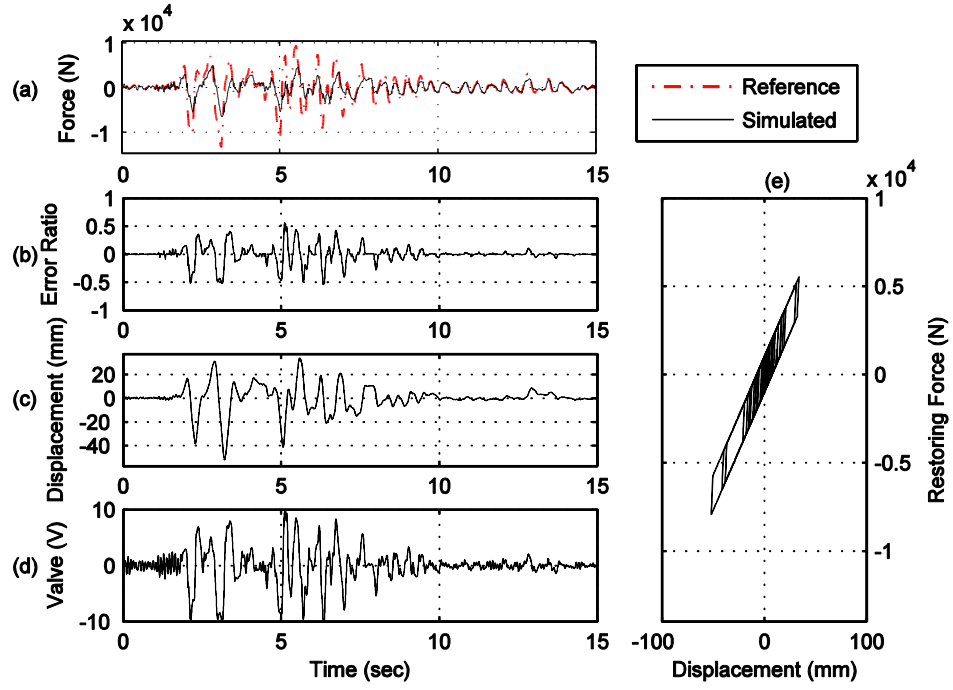 x 10^4
1
0
-1
Force (N)
(a)
0
5
10
15
Reference
Simulated
1
0.5
0
-0.5
-1
Error Ratio
(b)
0
5
10
15
20
0
-20
-40
Displacement (mm)
(c)
0
5
10
15
10
0
-10
Valve (V)
(d)
0
5
10
15
Time (sec)
(e)
x 10^4
1
0.5
0
-0.5
-1
Restoring Force (N)
-100
0
100
Displacement (mm)